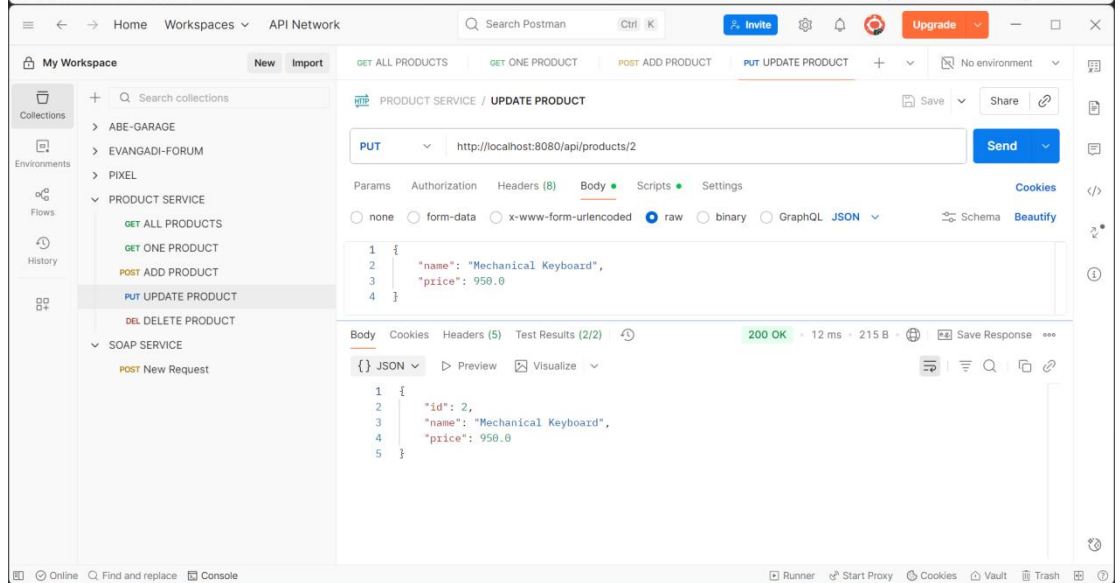 Home Workspaces API Network Search Postman Ctrl K Invite Upgrade
My Workspace New Import GET ALL PRODUCTS GET ONE PRODUCT POST ADD PRODUCT PUT UPDATE PRODUCT No environment
Collections
Environments
Flows
History
Search collections
ABE-GARAGE
EVANGADI-FORUM
PIXEL
PRODUCT SERVICE
GET ALL PRODUCTS
GET ONE PRODUCT
POST ADD PRODUCT
PUT UPDATE PRODUCT
DEL DELETE PRODUCT
SOAP SERVICE
POST New Request
HTTP PRODUCT SERVICE / UPDATE PRODUCT Save Share
PUT http://localhost:8080/api/products/2 Send
Params Authorization Headers (8) Body Scripts Settings Cookies
none form-data x-www-form-urlencoded raw binary GraphQL JSON Schema Beautify
1 {
2 "name": "Mechanical Keyboard",
3 "price": 950.0
4 }
Body Cookies Headers (5) Test Results (2/2) 200 OK 12 ms 215 B Save Response
{} JSON Preview Visualize
1 {
2 "id": 2,
3 "name": "Mechanical Keyboard",
4 "price": 950.0
5 }
Online Find and replace Console Runner Start Proxy Cookies Vault Trash